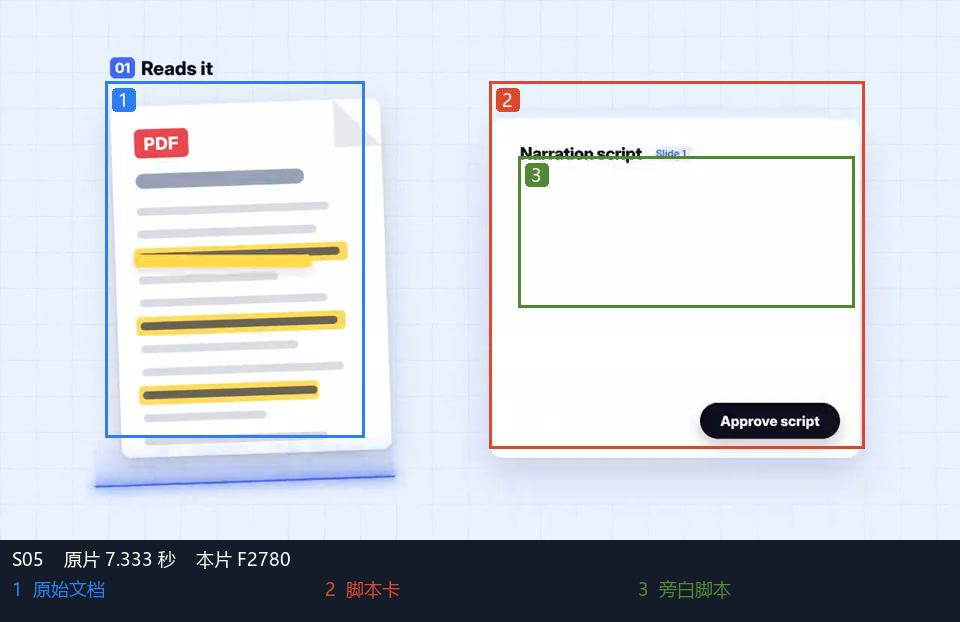 01 Reads it
1
2
PDF
Narration script Slide 1
3
Approve script
S05 原片 7.333 秒 本片 F2780
1 原始文档 2 脚本卡 3 旁白脚本